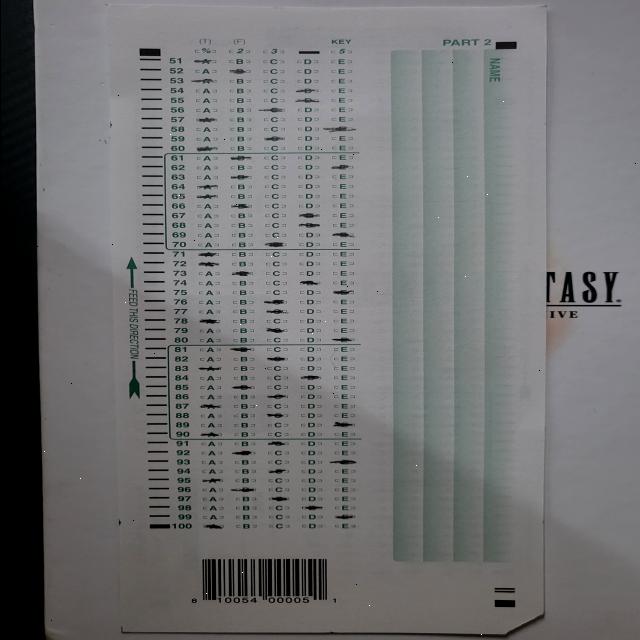 (T) (F) KEY PART 2
% 2 3 5
NAME
51 A B C D E
52 A B C D E
53 A B C D E
54 A B C D E
55 A B C D E
56 A B C D E
57 A B C D E
58 A B C D E
59 A B C D E
60 A B C D E
61 A B C D E
62 A B C D E
63 A B C D E
64 A B C D E
65 A B C D E
66 A B C D E
67 A B C D E
68 A B C D E
69 A B C D E
70 A B C D E
71 A B C D E
72 A B C D E
73 A B C D E
74 A B C D E
75 A B C D E
76 A B C D E
77 A B C D E
78 A B C D E
79 A B C D E
80 A B C D E
81 A B C D E
82 A B C D E
83 A B C D E
84 A B C D E
85 A B C D E
86 A B C D E
87 A B C D E
88 A B C D E
89 A B C D E
90 A B C D E
91 A B C D E
92 A B C D E
93 A B C D E
94 A B C D E
95 A B C D E
96 A B C D E
97 A B C D E
98 A B C D E
99 A B C D E
100 A B C D E
FEED THIS DIRECTION
6 10054 00005 1
TASY
IVE